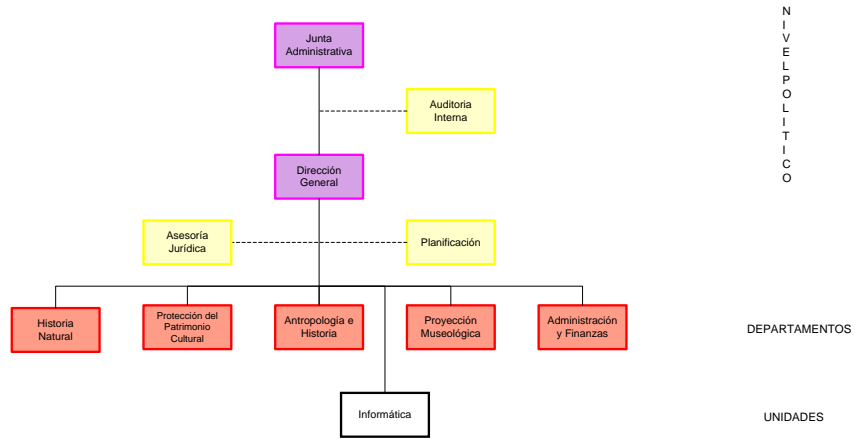 Junta
Administrativa
N
I
V
E
L
P
O
L
I
T
I
C
O
Auditoria
Interna
Dirección
General
Asesoría
Jurídica
Planificación
Historia
Natural
Protección del
Patrimonio
Cultural
Antropología e
Historia
Proyección
Museológica
Administración
y Finanzas
DEPARTAMENTOS
Informática
UNIDADES